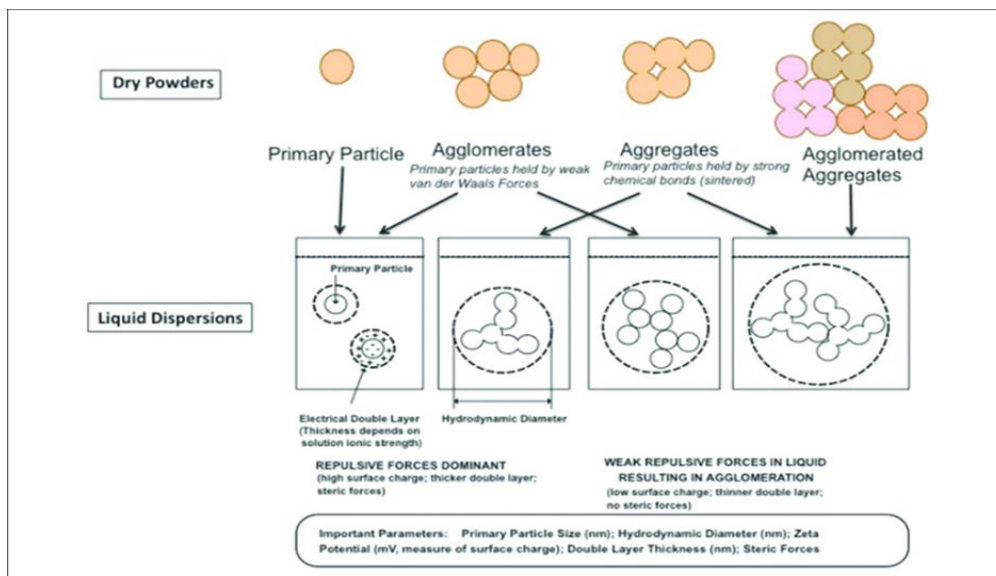 Dry Powders
Primary Particle
Agglomerates
Primary particles held by weak
van der Waals Forces
Aggregates
Primary particles held by strong
chemical bonds (sintered)
Agglomerated
Aggregates
Liquid Dispersions
Primary Particle
Electrical Double Layer
(Thickness depends on
solution ionic strength)
Hydrodynamic Diameter
REPULSIVE FORCES DOMINANT
(high surface charge; thicker double layer;
steric forces)
WEAK REPULSIVE FORCES IN LIQUID
RESULTING IN AGGLOMERATION
(low surface charge; thinner double layer;
no steric forces)
Important Parameters: Primary Particle Size (nm); Hydrodynamic Diameter (nm); Zeta
Potential (mV, measure of surface charge); Double Layer Thickness (nm); Steric Forces